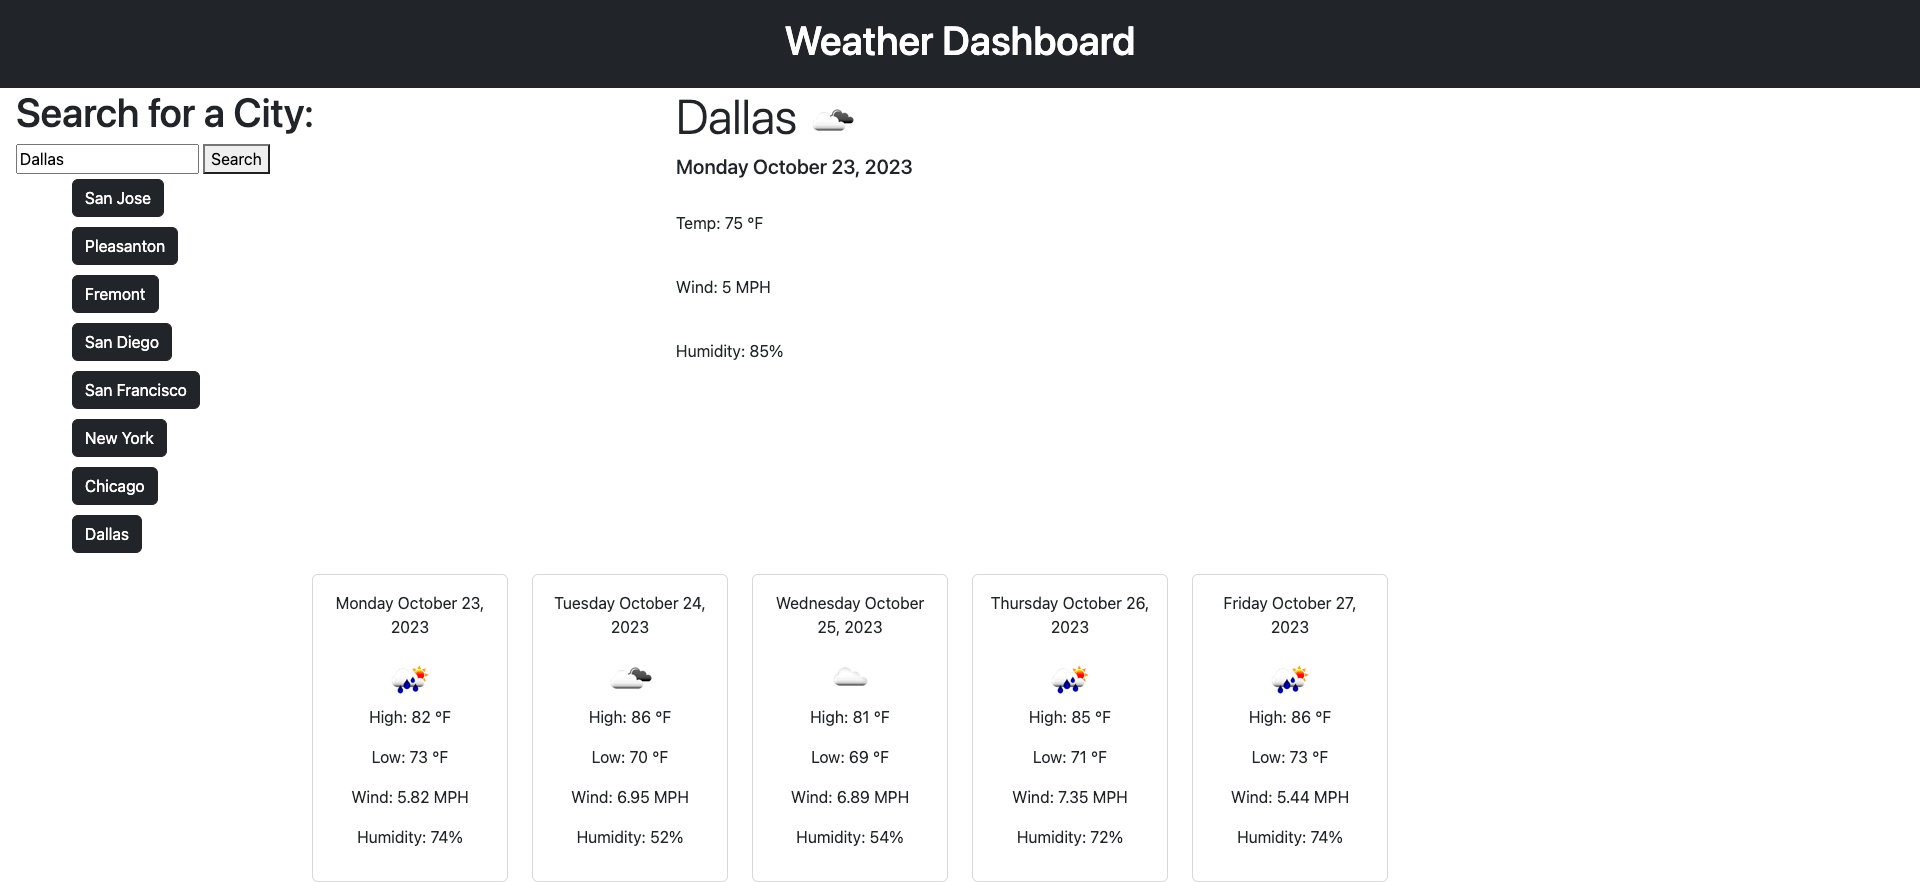 Weather Dashboard
Search for a City:
Dallas Search
San Jose
Pleasanton
Fremont
San Diego
San Francisco
New York
Chicago
Dallas
Dallas
Monday October 23, 2023
Temp: 75 °F
Wind: 5 MPH
Humidity: 85%
Monday October 23,
2023
High: 82 °F
Low: 73 °F
Wind: 5.82 MPH
Humidity: 74%
Tuesday October 24,
2023
High: 86 °F
Low: 70 °F
Wind: 6.95 MPH
Humidity: 52%
Wednesday October
25, 2023
High: 81 °F
Low: 69 °F
Wind: 6.89 MPH
Humidity: 54%
Thursday October 26,
2023
High: 85 °F
Low: 71 °F
Wind: 7.35 MPH
Humidity: 72%
Friday October 27,
2023
High: 86 °F
Low: 73 °F
Wind: 5.44 MPH
Humidity: 74%